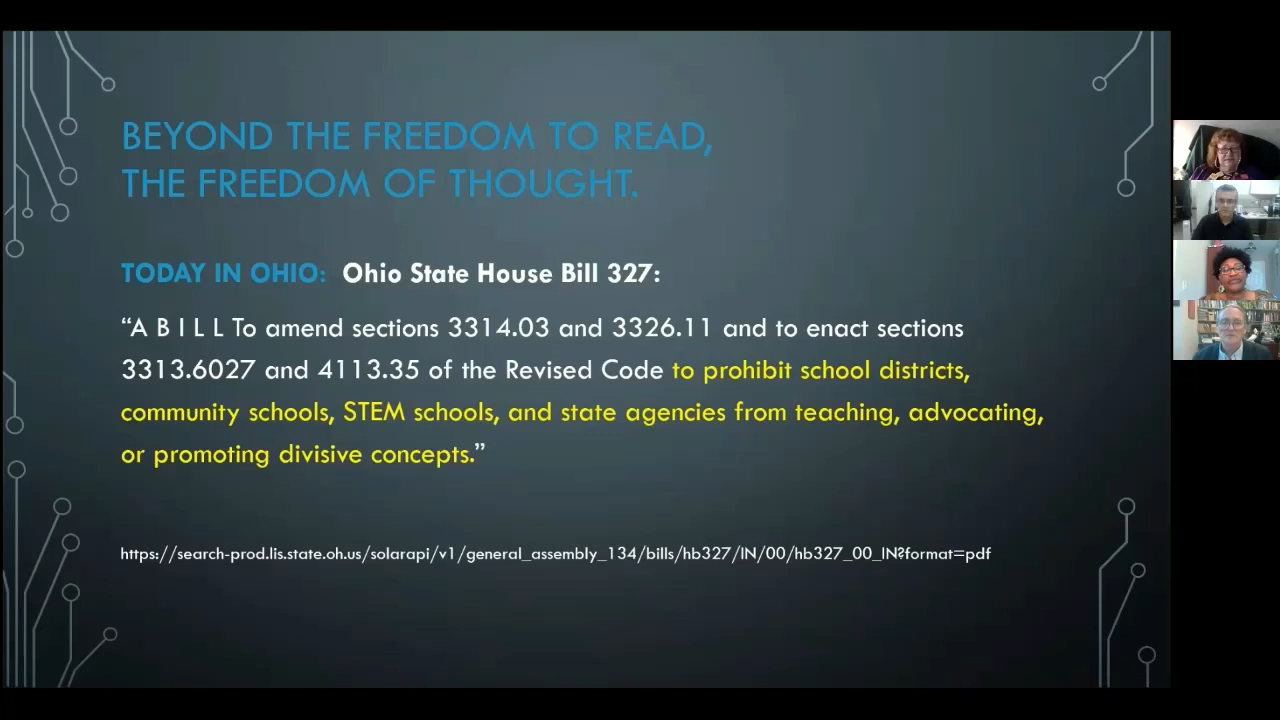 BEYOND THE FREEDOM TO READ,
THE FREEDOM OF THOUGHT.
TODAY IN OHIO: Ohio State House Bill 327:
“A B I L L To amend sections 3314.03 and 3326.11 and to enact sections
3313.6027 and 4113.35 of the Revised Code to prohibit school districts,
community schools, STEM schools, and state agencies from teaching, advocating,
or promoting divisive concepts.”
https://search-prod.lis.state.oh.us/solarapi/v1/general_assembly_134/bills/hb327/IN/00/hb327_00_IN?format=pdf